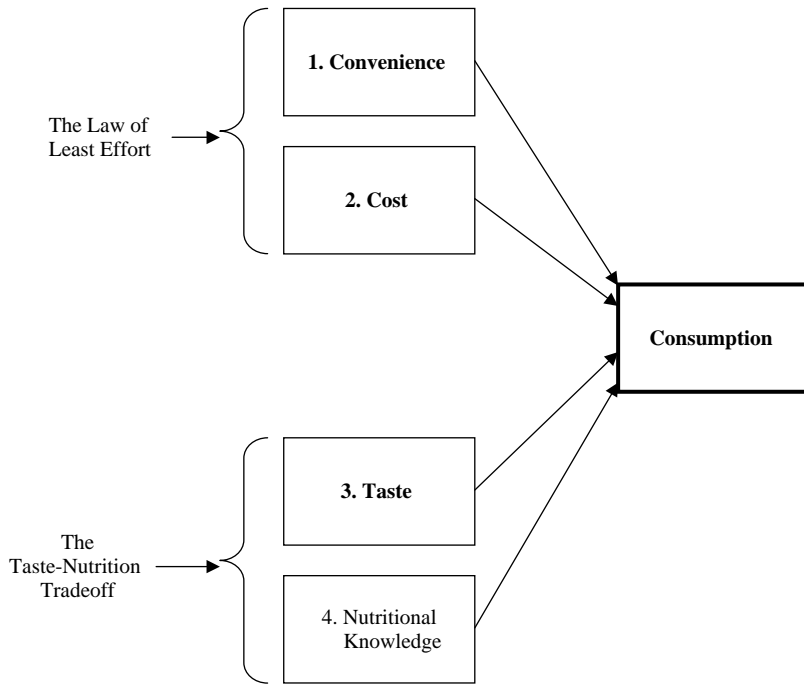 1. Convenience
The Law of
Least Effort
2. Cost
Consumption
3. Taste
The
Taste-Nutrition
Tradeoff
4. Nutritional
Knowledge